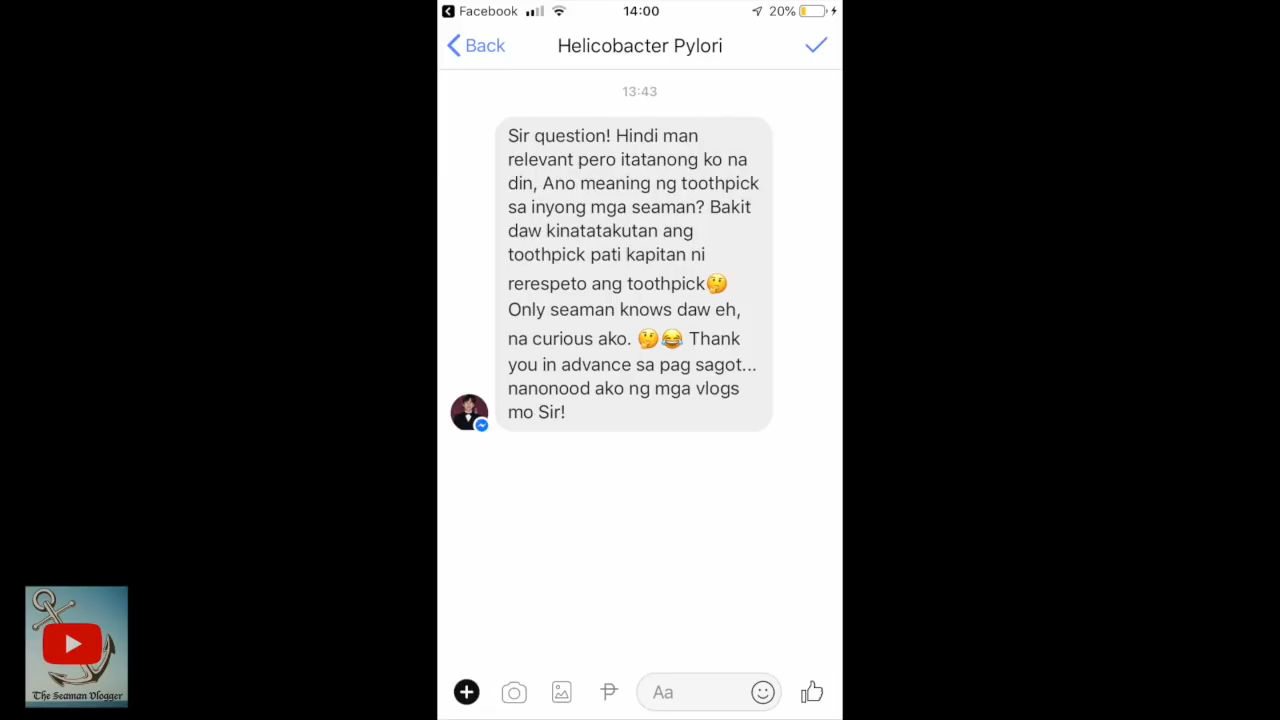 Facebook 14:00 20%
Back Helicobacter Pylori
13:43
Sir question! Hindi man
relevant pero itatanong ko na
din, Ano meaning ng toothpick
sa inyong mga seaman? Bakit
daw kinatatakutan ang
toothpick pati kapitan ni
rerespeto ang toothpick🤔
Only seaman knows daw eh,
na curious ako. 🤔😂 Thank
you in advance sa pag sagot...
nanonood ako ng mga vlogs
mo Sir!
Aa
The Seaman Vlogger